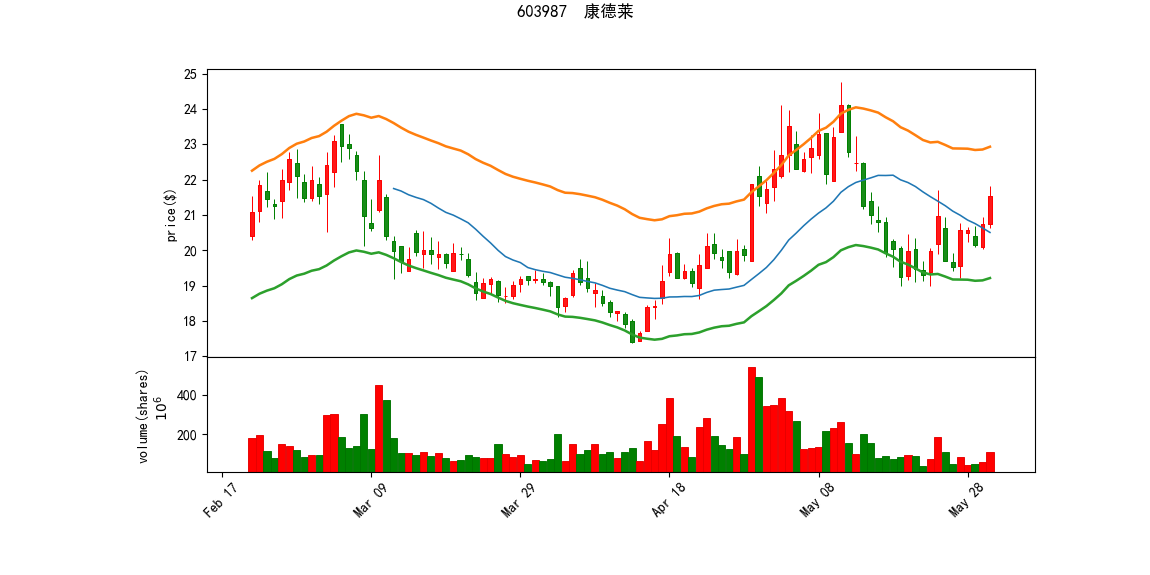 603987 康德莱
price($)
25
24
23
22
21
20
19
18
17
volume(shares)
10^6
400
200
Feb 17
Mar 09
Mar 29
Apr 18
May 08
May 28